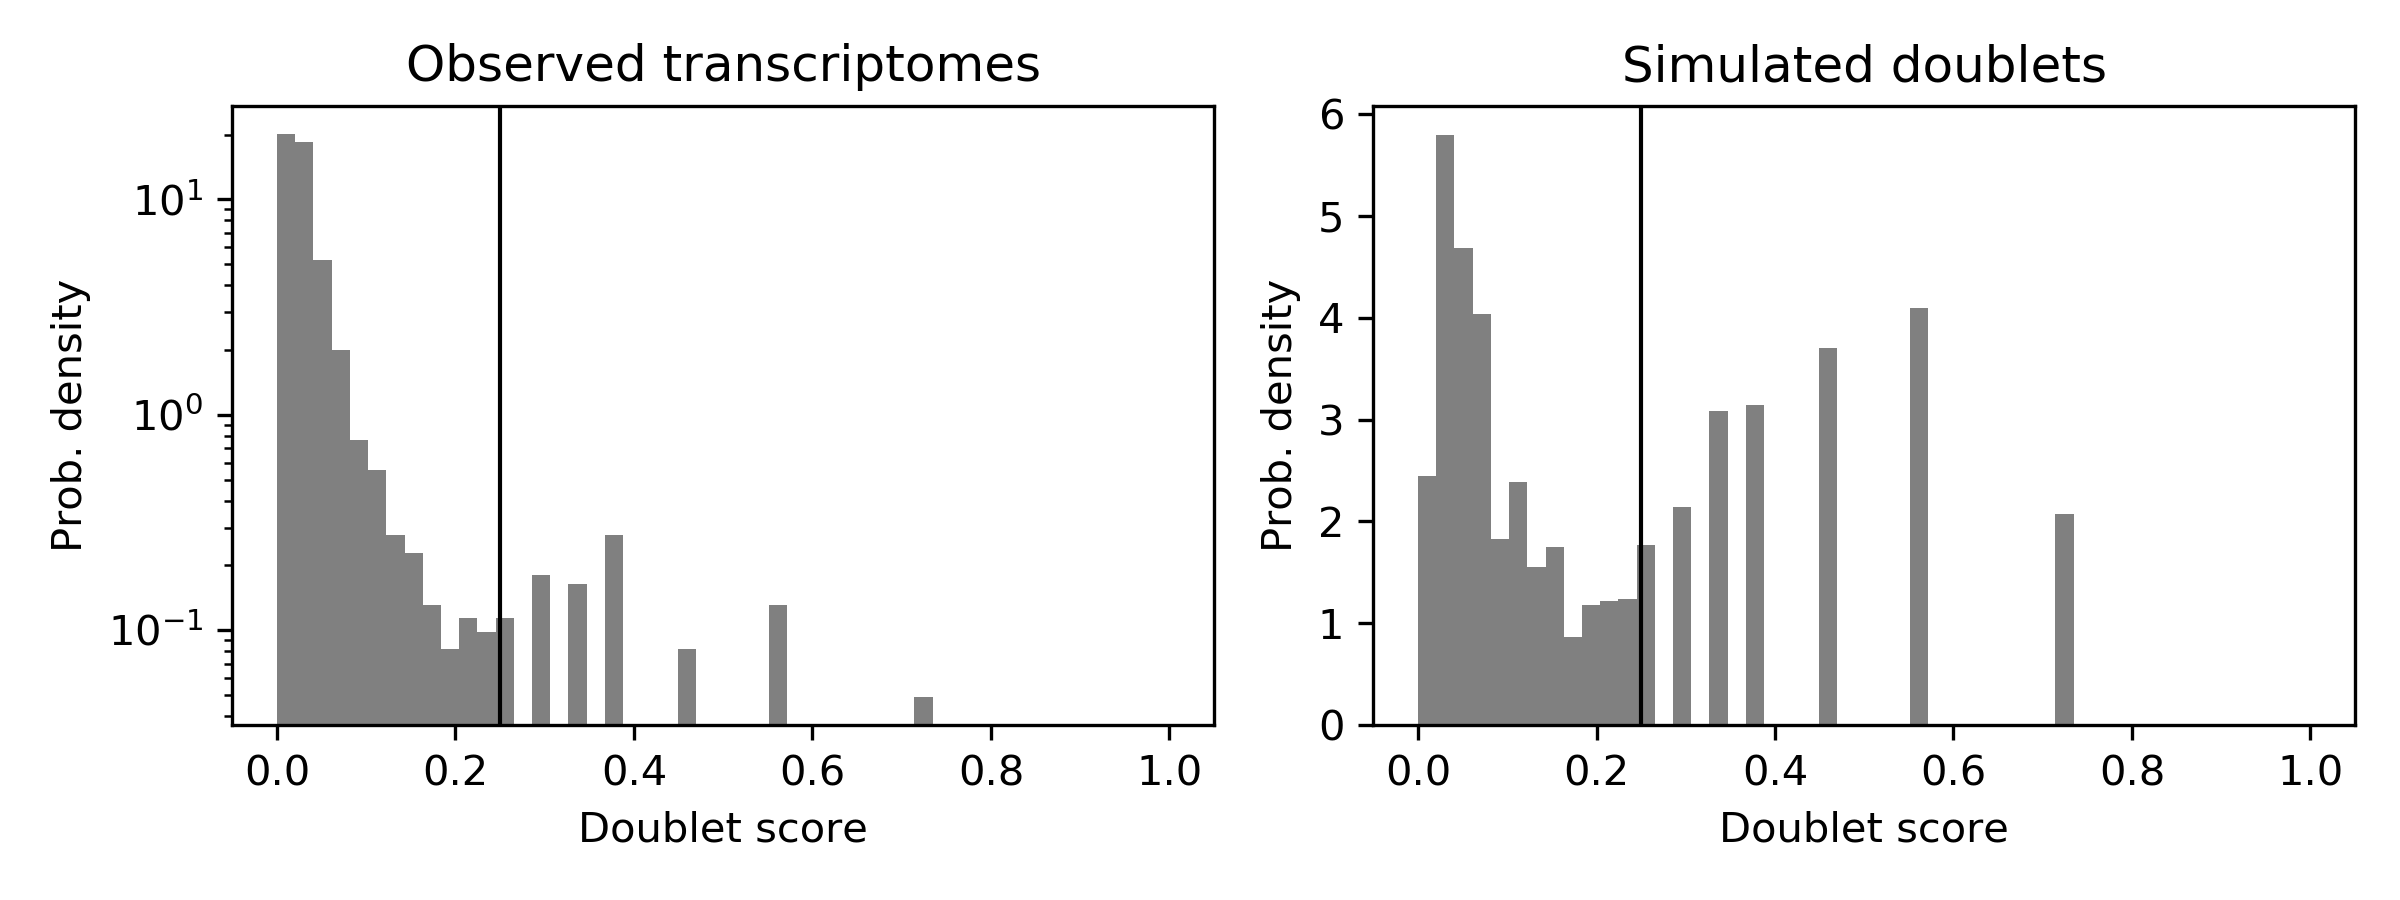 Observed transcriptomes
Prob. density
10¹
10⁰
10⁻¹
0.0 0.2 0.4 0.6 0.8 1.0
Doublet score
Simulated doublets
Prob. density
6
5
4
3
2
1
0
0.0 0.2 0.4 0.6 0.8 1.0
Doublet score